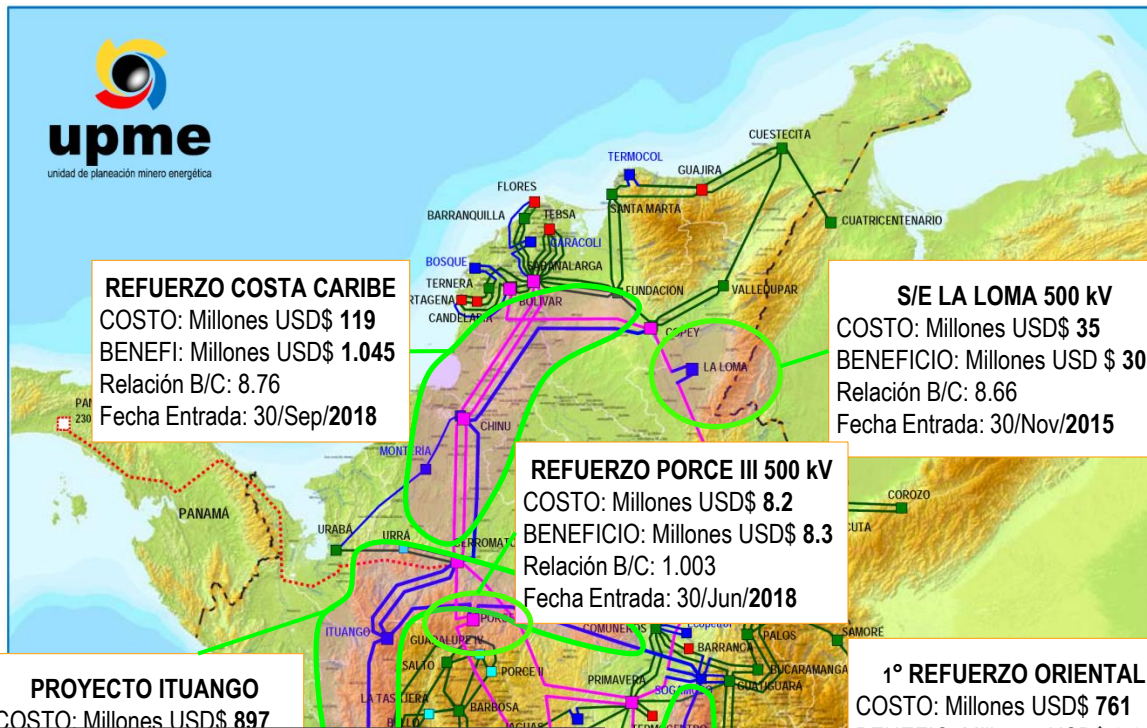 upme
unidad de planeación minero energética
CUESTECITA
TERMOCOL
GUAJIRA
FLORES
SANTA MARTA
BARRANQUILLA
TEBSA
CUATRICENTENARIO
CARACOLI
BOSQUE
SABANALARGA
TERNERA
FUNDACION
VALLEDUPAR
BOLIVAR
CANDELARIA
COPEY
LA LOMA
REFUERZO COSTA CARIBE
COSTO: Millones USD$ 119
BENEFI: Millones USD$ 1.045
Relación B/C: 8.76
Fecha Entrada: 30/Sep/2018
S/E LA LOMA 500 kV
COSTO: Millones USD$ 35
BENEFICIO: Millones USD $ 30
Relación B/C: 8.66
Fecha Entrada: 30/Nov/2015
230
CHINU
MONTERIA
PANAMÁ
URABÁ
URRÁ
REFUERZO PORCE III 500 kV
COSTO: Millones USD$ 8.2
BENEFICIO: Millones USD$ 8.3
Relación B/C: 1.003
Fecha Entrada: 30/Jun/2018
COROZO
ITUANGO
PORCE
GUADALUPE IV
SALTO
PORCE II
LA TASAJERA
BARBOSA
COMUNEROS
BARRANCA
PALOS
SAMORE
BUCARAMANGA
PRIMAVERA
SOGAMOSO
GUATIGUARÁ
PROYECTO ITUANGO
COSTO: Millones USD$ 897
1° REFUERZO ORIENTAL
COSTO: Millones USD$ 761